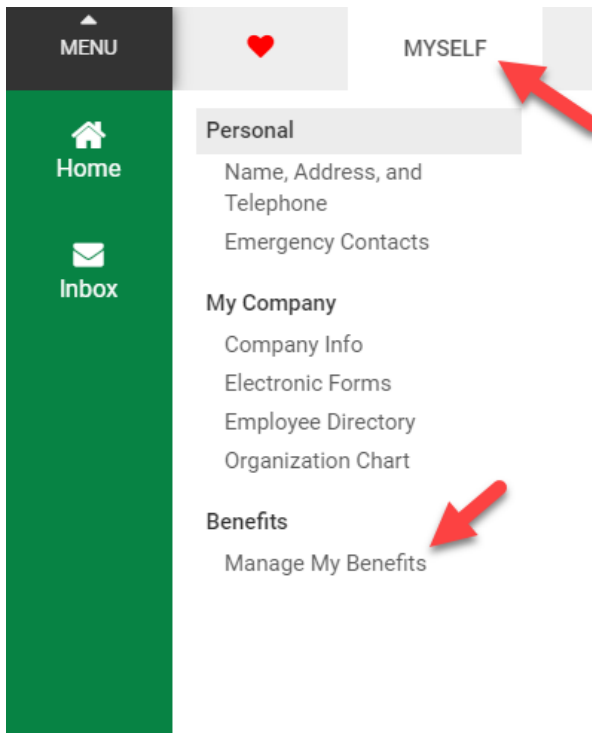 MENU
MYSELF
Home
Inbox
Personal
Name, Address, and
Telephone
Emergency Contacts
My Company
Company Info
Electronic Forms
Employee Directory
Organization Chart
Benefits
Manage My Benefits